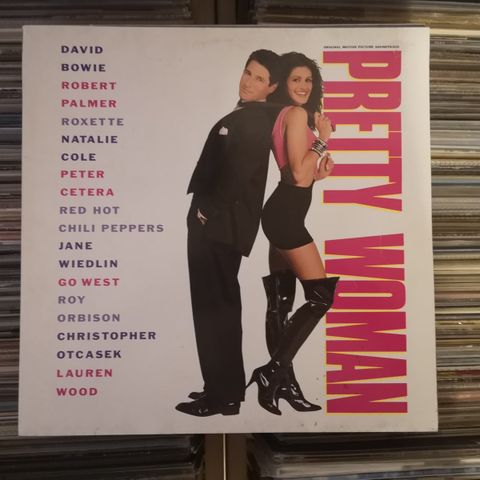 ORIGINAL MOTION PICTURE SOUNDTRACK
PRETTY WOMAN
DAVID
BOWIE
ROBERT
PALMER
ROXETTE
NATALIE
COLE
PETER
CETERA
RED HOT
CHILI PEPPERS
JANE
WIEDLIN
GO WEST
ROY
ORBISON
CHRISTOPHER
OTCASEK
LAUREN
WOOD